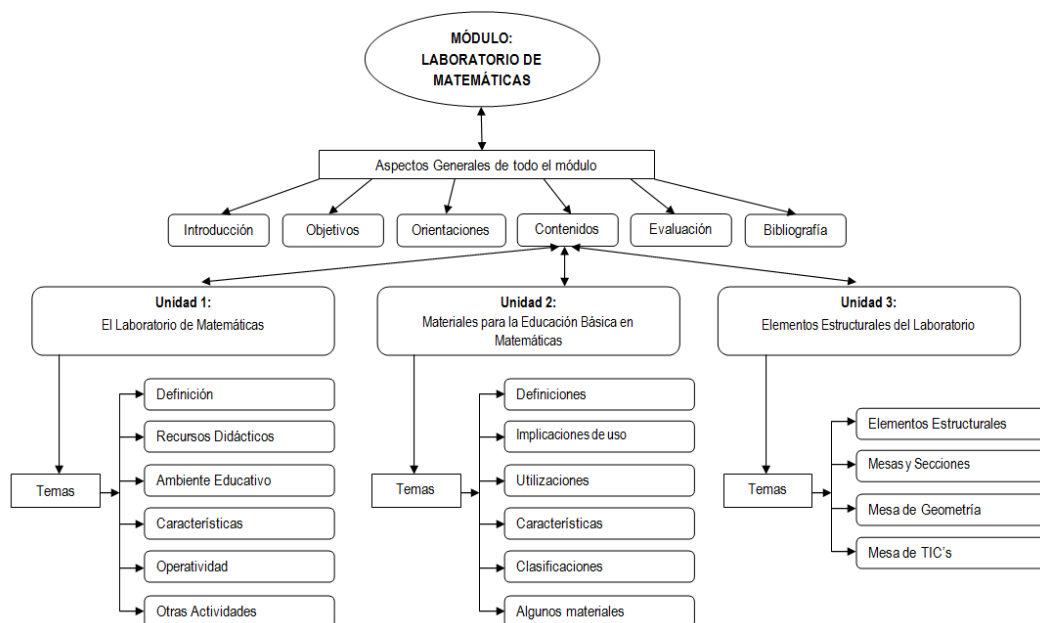 MÓDULO:
LABORATORIO DE
MATEMÁTICAS
Aspectos Generales de todo el módulo
Introducción
Objetivos
Orientaciones
Contenidos
Evaluación
Bibliografía
Unidad 1:
El Laboratorio de Matemáticas
Unidad 2:
Materiales para la Educación Básica en
Matemáticas
Unidad 3:
Elementos Estructurales del Laboratorio
Temas
Definición
Recursos Didácticos
Ambiente Educativo
Características
Operatividad
Otras Actividades
Temas
Definiciones
Implicaciones de uso
Utilizaciones
Características
Clasificaciones
Algunos materiales
Temas
Elementos Estructurales
Mesas y Secciones
Mesa de Geometría
Mesa de TIC´s